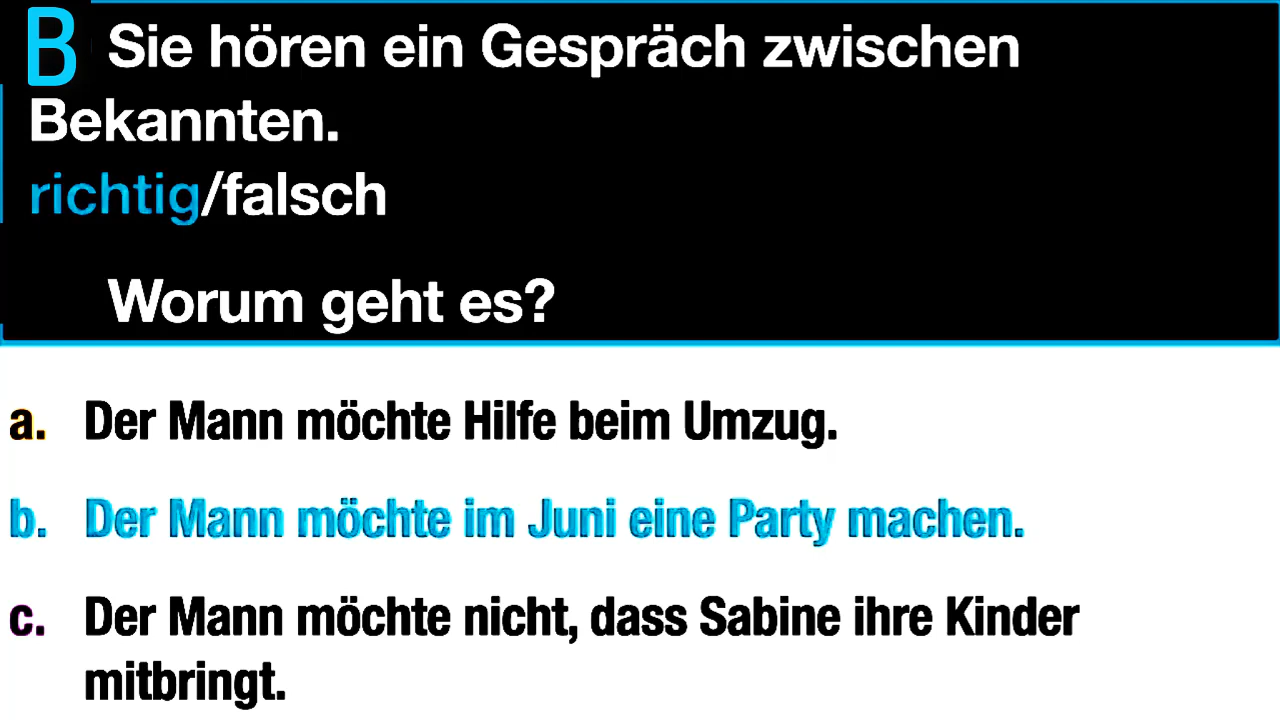 B Sie hören ein Gespräch zwischen
Bekannten.
richtig/falsch
Worum geht es?
a. Der Mann möchte Hilfe beim Umzug.
b. Der Mann möchte im Juni eine Party machen.
c. Der Mann möchte nicht, dass Sabine ihre Kinder
mitbringt.